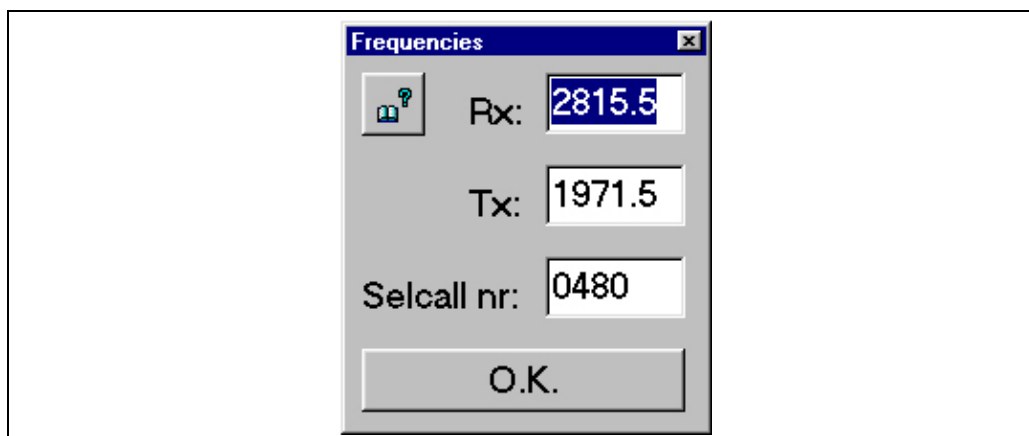 Frequencies
Rx: 2815.5
Tx: 1971.5
Selcall nr: 0480
O.K.